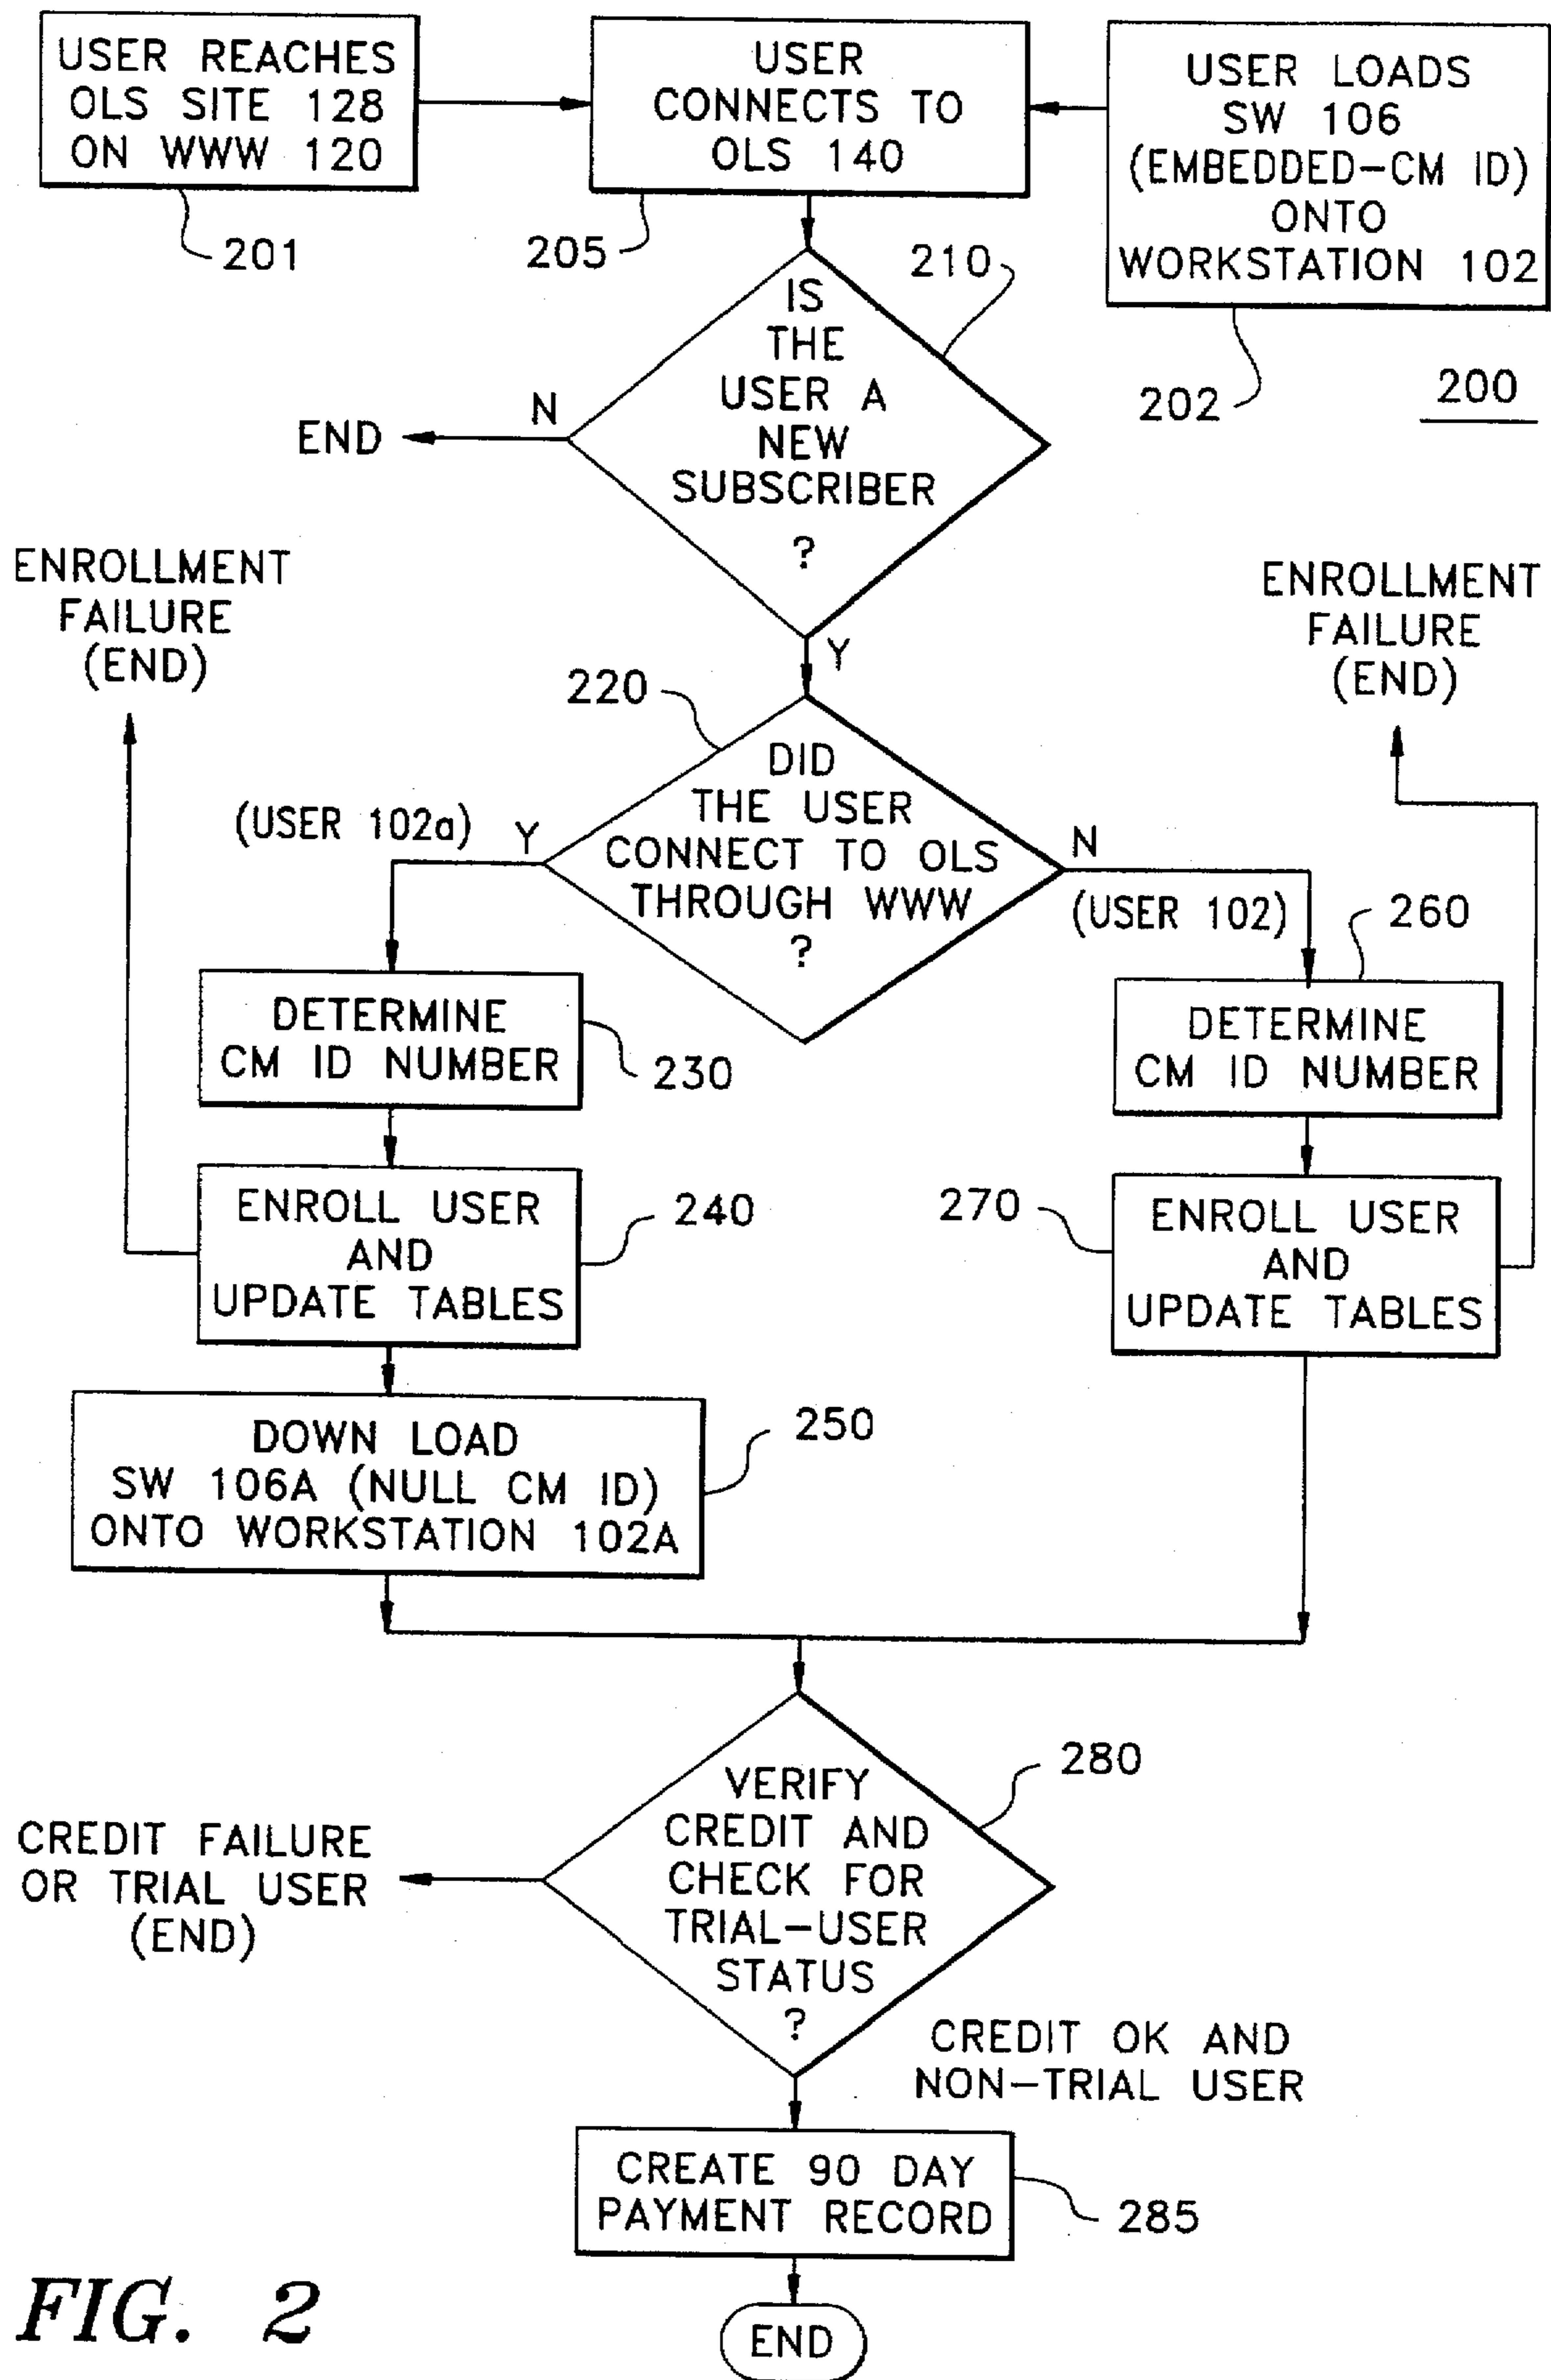 USER REACHES
OLS SITE 128
ON WWW 120
201
USER
CONNECTS TO
OLS 140
205
USER LOADS
SW 106
(EMBEDDED-CM ID)
ONTO
WORKSTATION 102
202
200
210
IS
THE
USER A
NEW
SUBSCRIBER
?
N
END
Y
ENROLLMENT
FAILURE
(END)
ENROLLMENT
FAILURE
(END)
220
DID
THE USER
CONNECT TO OLS
THROUGH WWW
?
(USER 102a)
Y
N
(USER 102)
260
DETERMINE
CM ID NUMBER
230
DETERMINE
CM ID NUMBER
ENROLL USER
AND
UPDATE TABLES
240
270
ENROLL USER
AND
UPDATE TABLES
DOWN LOAD
SW 106A (NULL CM ID)
ONTO WORKSTATION 102A
250
280
VERIFY
CREDIT AND
CHECK FOR
TRIAL-USER
STATUS
?
CREDIT FAILURE
OR TRIAL USER
(END)
CREDIT OK AND
NON-TRIAL USER
CREATE 90 DAY
PAYMENT RECORD
285
END
FIG. 2